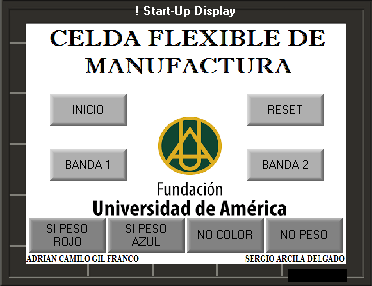 ! Start-Up Display
CELDA FLEXIBLE DE
MANUFACTURA
INICIO
RESET
BANDA 1
BANDA 2
Fundación
Universidad de América
SI PESO
ROJO
SI PESO
AZUL
NO COLOR
NO PESO
ADRIAN CAMILO GIL FRANCO
SERGIO ARCILA DELGADO